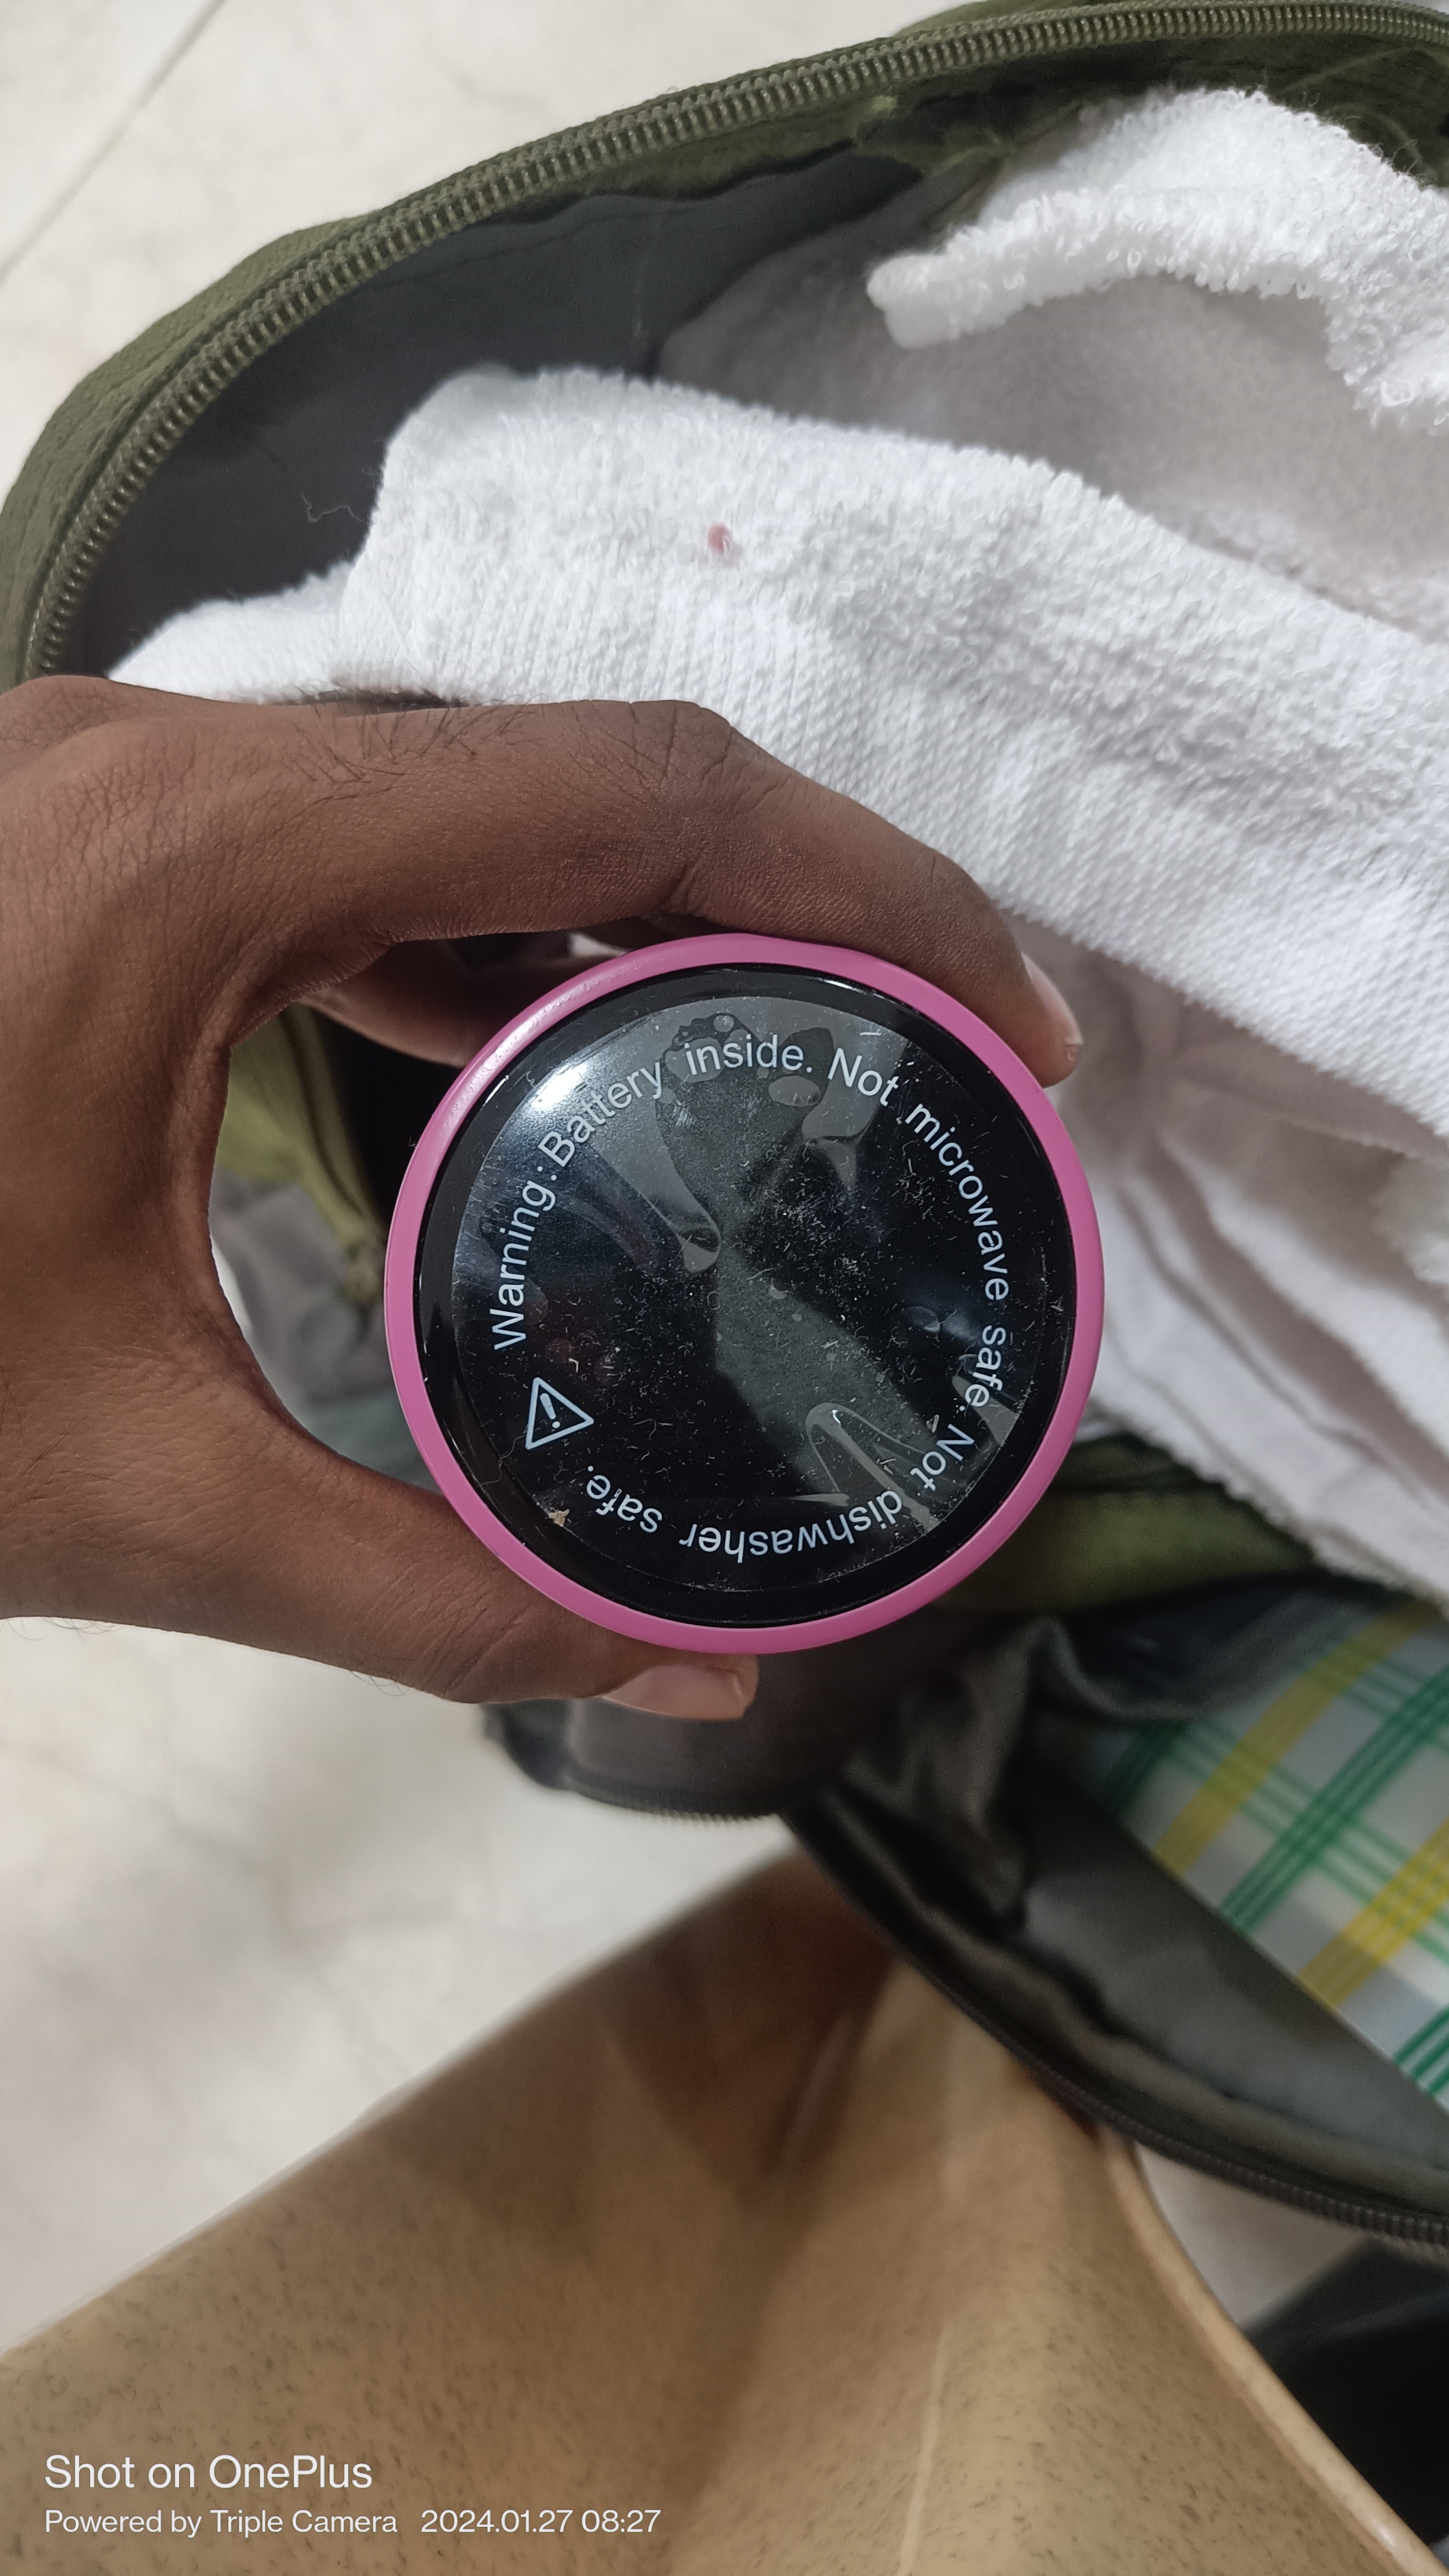 Warning: Battery inside. Not microwave safe. Not dishwasher safe.
Shot on OnePlus
Powered by Triple Camera 2024.01.27 08:27